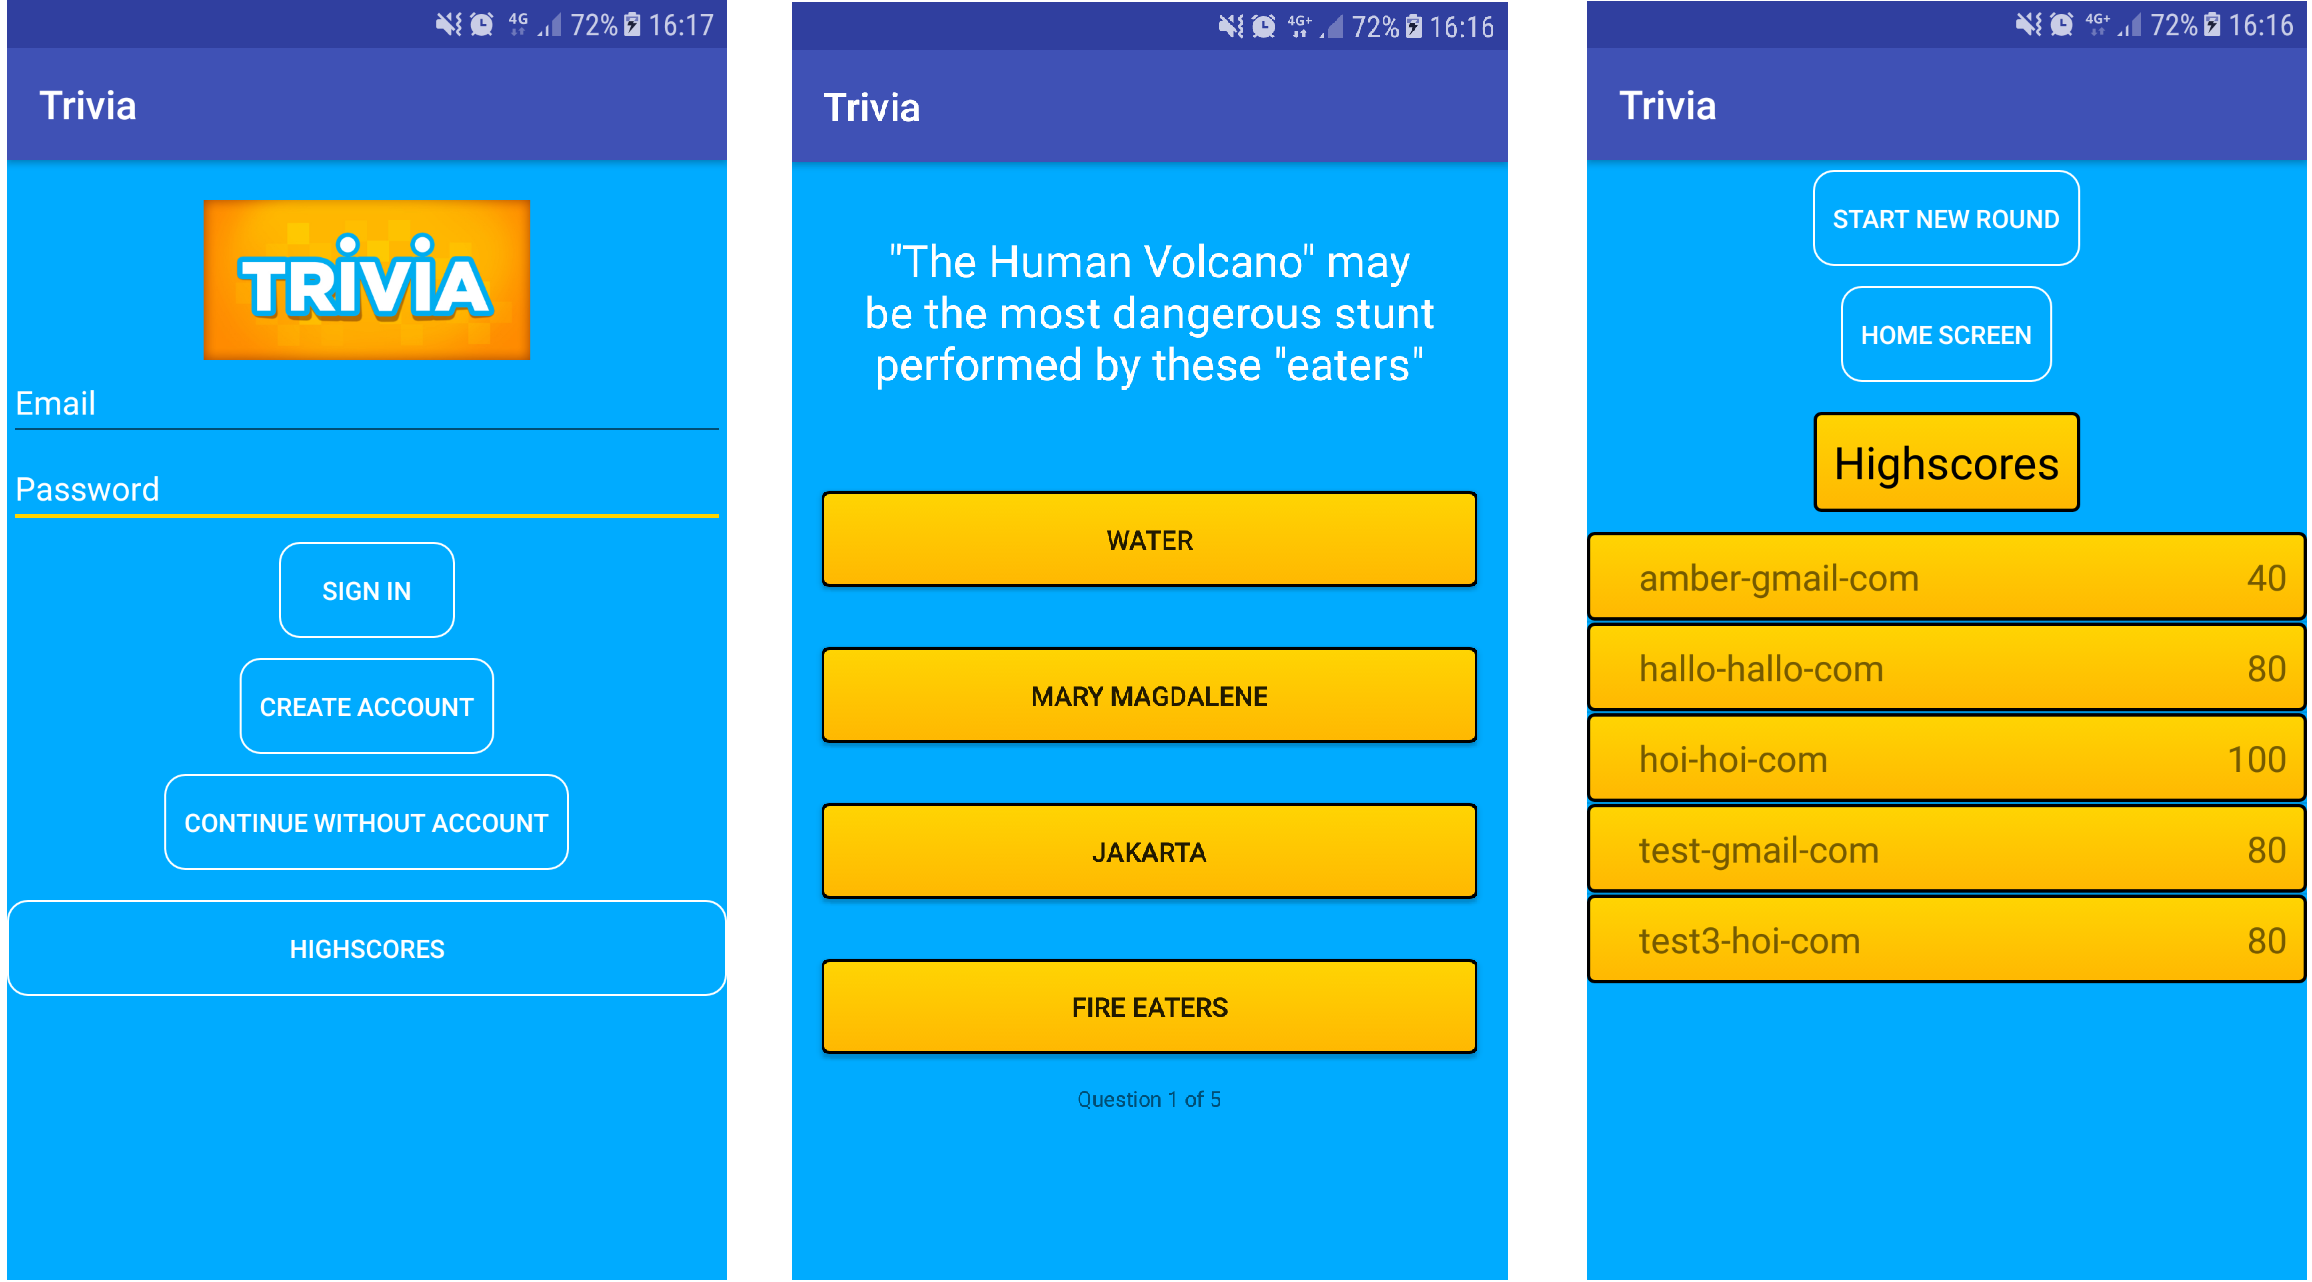 4G 72% 16:17
Trivia
TRIVIA
Email
Password
SIGN IN
CREATE ACCOUNT
CONTINUE WITHOUT ACCOUNT
HIGHSCORES
4G+ 72% 16:16
Trivia
"The Human Volcano" may
be the most dangerous stunt
performed by these "eaters"
WATER
MARY MAGDALENE
JAKARTA
FIRE EATERS
Question 1 of 5
4G+ 72% 16:16
Trivia
START NEW ROUND
HOME SCREEN
Highscores
amber-gmail-com 40
hallo-hallo-com 80
hoi-hoi-com 100
test-gmail-com 80
test3-hoi-com 80